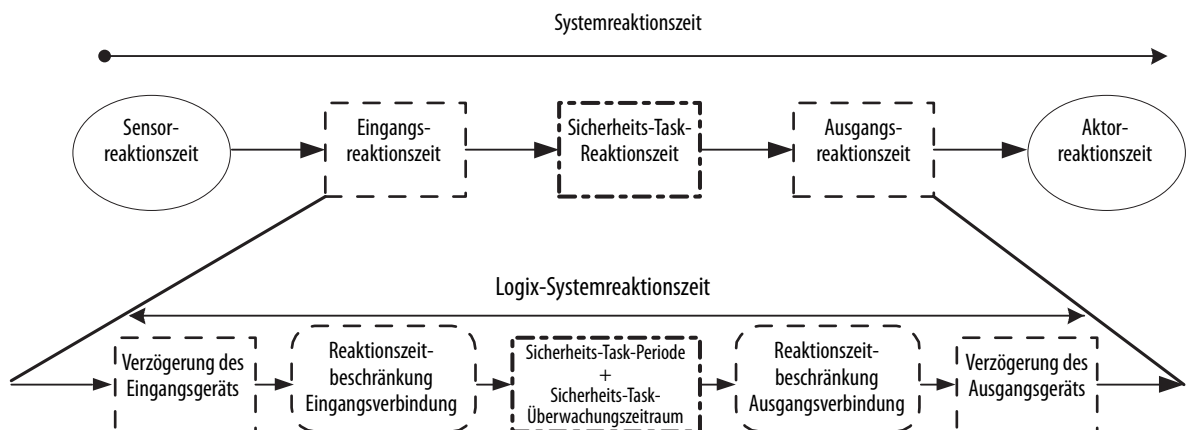 Systemreaktionszeit
Sensor-
reaktionszeit
Eingangs-
reaktionszeit
Sicherheits-Task-
Reaktionszeit
Ausgangs-
reaktionszeit
Aktor-
reaktionszeit
Logix-Systemreaktionszeit
Verzögerung des
Eingangsgeräts
Reaktionszeit-
beschränkung
Eingangsverbindung
Sicherheits-Task-Periode
+
Sicherheits-Task-
Überwachungszeitraum
Reaktionszeit-
beschränkung
Ausgangsverbindung
Verzögerung des
Ausgangsgeräts